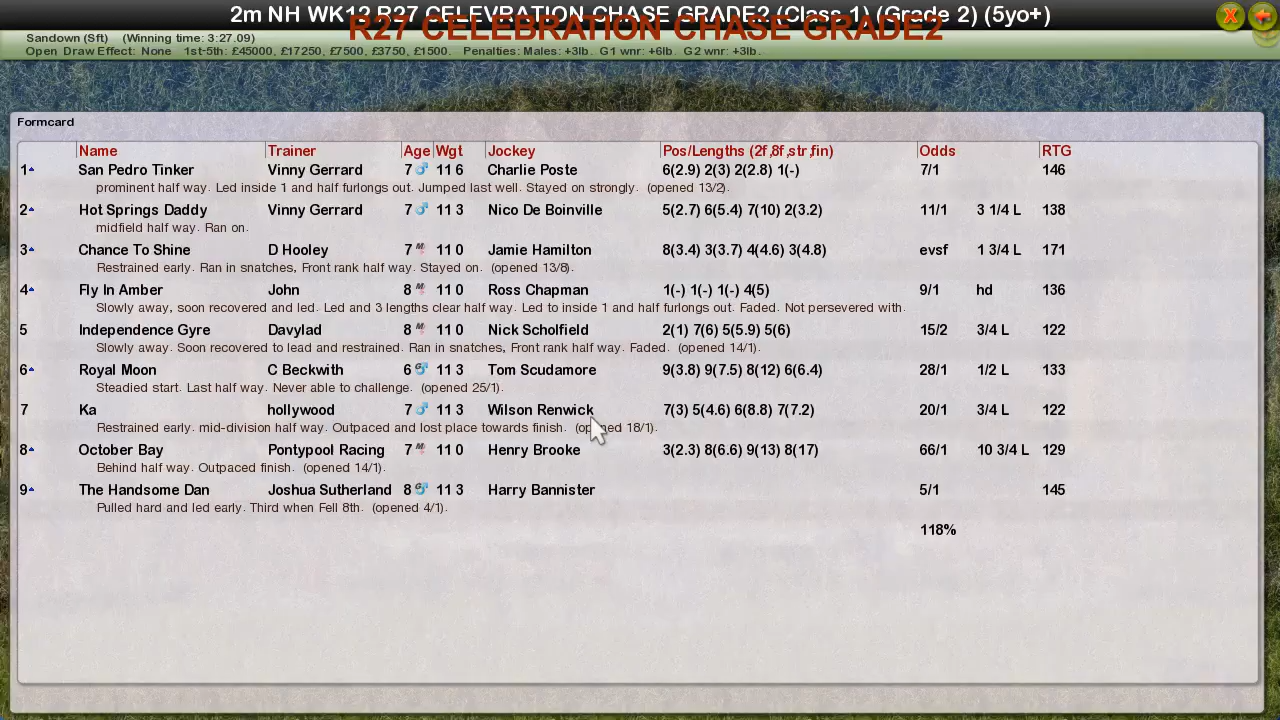 2m NH WK12 R27 CELEVRATION CHASE GRADE2 (Class 1) (Grade 2) (5yo+)
R27 CELEBRATION CHASE GRADE2
Sandown (Sft) (Winning time: 3:27.09)
Open Draw Effect: None 1st-5th: £45000, £17250, £7500, £3750, £1500. Penalties: Males: +3lb. G1 wnr: +6lb. G2 wnr: +3lb.
Formcard
Name Trainer Age Wgt Jockey Pos/Lengths (2f,8f,str,fin) Odds RTG
1 San Pedro Tinker Vinny Gerrard 7 11 6 Charlie Poste 6(2.9) 2(3) 2(2.8) 1(-) 7/1 146
prominent half way. Led inside 1 and half furlongs out. Jumped last well. Stayed on strongly. (opened 13/2).
2 Hot Springs Daddy Vinny Gerrard 7 11 3 Nico De Boinville 5(2.7) 6(5.4) 7(10) 2(3.2) 11/1 3 1/4 L 138
midfield half way. Ran on.
3 Chance To Shine D Hooley 7 11 0 Jamie Hamilton 8(3.4) 3(3.7) 4(4.6) 3(4.8) evsf 1 3/4 L 171
Restrained early. Ran in snatches, Front rank half way. Stayed on. (opened 13/8).
4 Fly In Amber John 8 11 0 Ross Chapman 1(-) 1(-) 1(-) 4(5) 9/1 hd 136
Slowly away, soon recovered and led. Led and 3 lengths clear half way. Led to inside 1 and half furlongs out. Faded. Not persevered with.
5 Independence Gyre Davylad 8 11 0 Nick Scholfield 2(1) 7(6) 5(5.9) 5(6) 15/2 3/4 L 122
Slowly away. Soon recovered to lead and restrained. Ran in snatches, Front rank half way. Faded. (opened 14/1).
6 Royal Moon C Beckwith 6 11 3 Tom Scudamore 9(3.8) 9(7.5) 8(12) 6(6.4) 28/1 1/2 L 133
Steadied start. Last half way. Never able to challenge. (opened 25/1).
7 Ka hollywood 7 11 3 Wilson Renwick 7(3) 5(4.6) 6(8.8) 7(7.2) 20/1 3/4 L 122
Restrained early. mid-division half way. Outpaced and lost place towards finish. (opened 18/1).
8 October Bay Pontypool Racing 7 11 0 Henry Brooke 3(2.3) 8(6.6) 9(13) 8(17) 66/1 10 3/4 L 129
Behind half way. Outpaced finish. (opened 14/1).
9 The Handsome Dan Joshua Sutherland 8 11 3 Harry Bannister 5/1 145
Pulled hard and led early. Third when Fell 8th. (opened 4/1).
118%